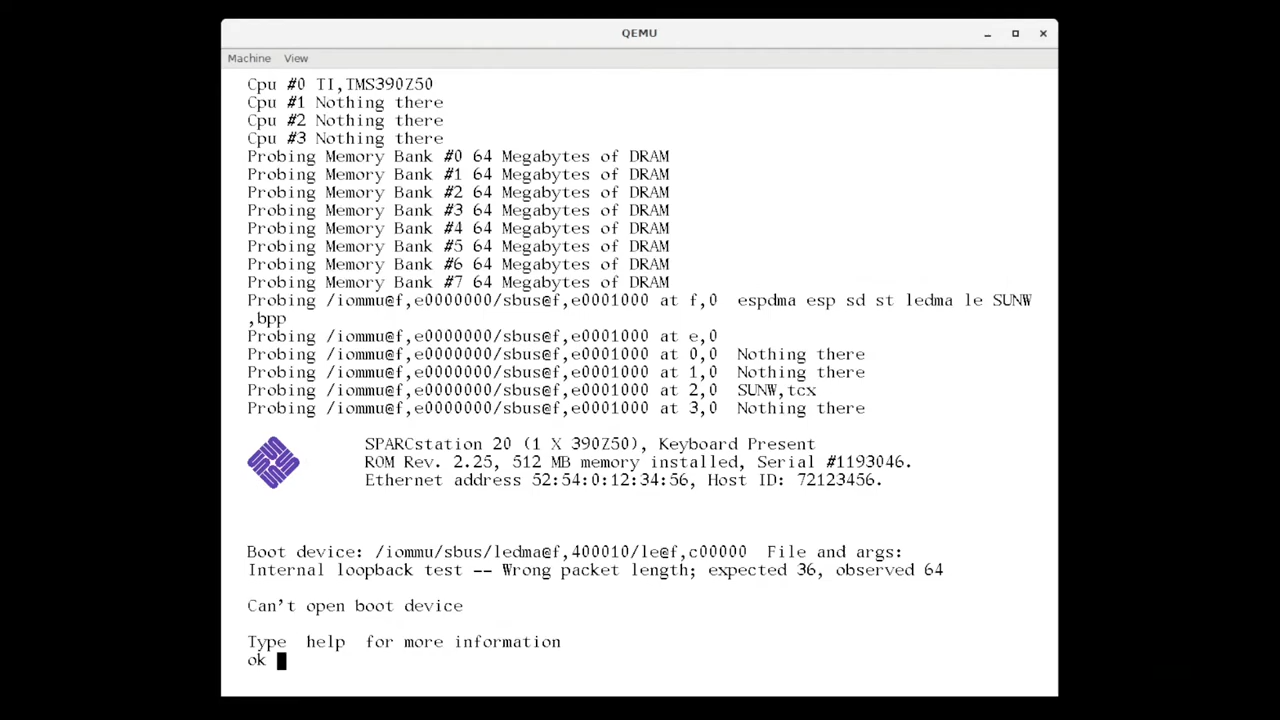 QEMU
Machine View
Cpu #0 TI,TMS390Z50
Cpu #1 Nothing there
Cpu #2 Nothing there
Cpu #3 Nothing there
Probing Memory Bank #0 64 Megabytes of DRAM
Probing Memory Bank #1 64 Megabytes of DRAM
Probing Memory Bank #2 64 Megabytes of DRAM
Probing Memory Bank #3 64 Megabytes of DRAM
Probing Memory Bank #4 64 Megabytes of DRAM
Probing Memory Bank #5 64 Megabytes of DRAM
Probing Memory Bank #6 64 Megabytes of DRAM
Probing Memory Bank #7 64 Megabytes of DRAM
Probing /iommu@f,e0000000/sbus@f,e0001000 at f,0  espdma esp sd st ledma le SUNW
,bpp
Probing /iommu@f,e0000000/sbus@f,e0001000 at e,0
Probing /iommu@f,e0000000/sbus@f,e0001000 at 0,0  Nothing there
Probing /iommu@f,e0000000/sbus@f,e0001000 at 1,0  Nothing there
Probing /iommu@f,e0000000/sbus@f,e0001000 at 2,0  SUNW,tcx
Probing /iommu@f,e0000000/sbus@f,e0001000 at 3,0  Nothing there
SPARCstation 20 (1 X 390Z50), Keyboard Present
ROM Rev. 2.25, 512 MB memory installed, Serial #1193046.
Ethernet address 52:54:0:12:34:56, Host ID: 72123456.
Boot device: /iommu/sbus/ledma@f,400010/le@f,c00000  File and args:
Internal loopback test -- Wrong packet length; expected 36, observed 64
Can't open boot device
Type  help  for more information
ok